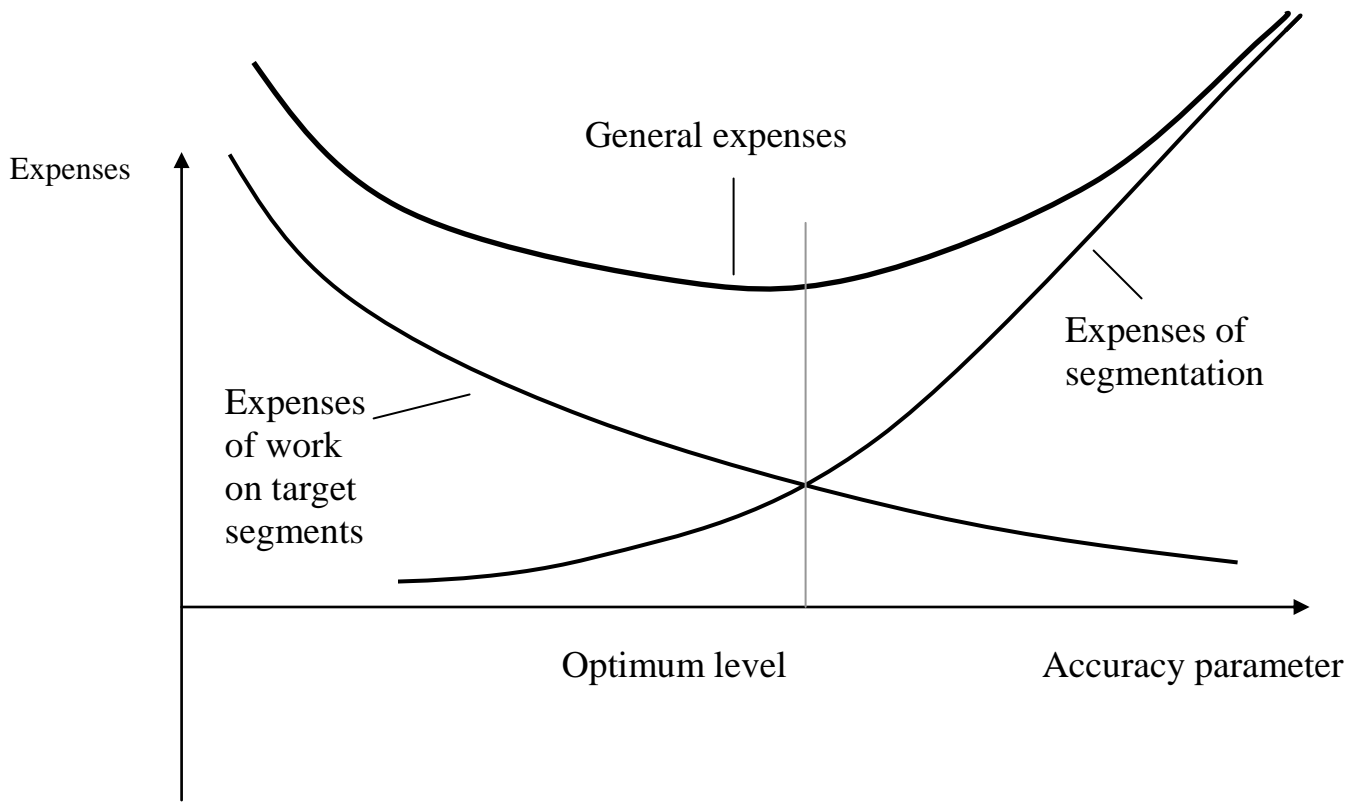 General expenses
Expenses
Expenses of
segmentation
Expenses
of work
on target
segments
Optimum level
Accuracy parameter